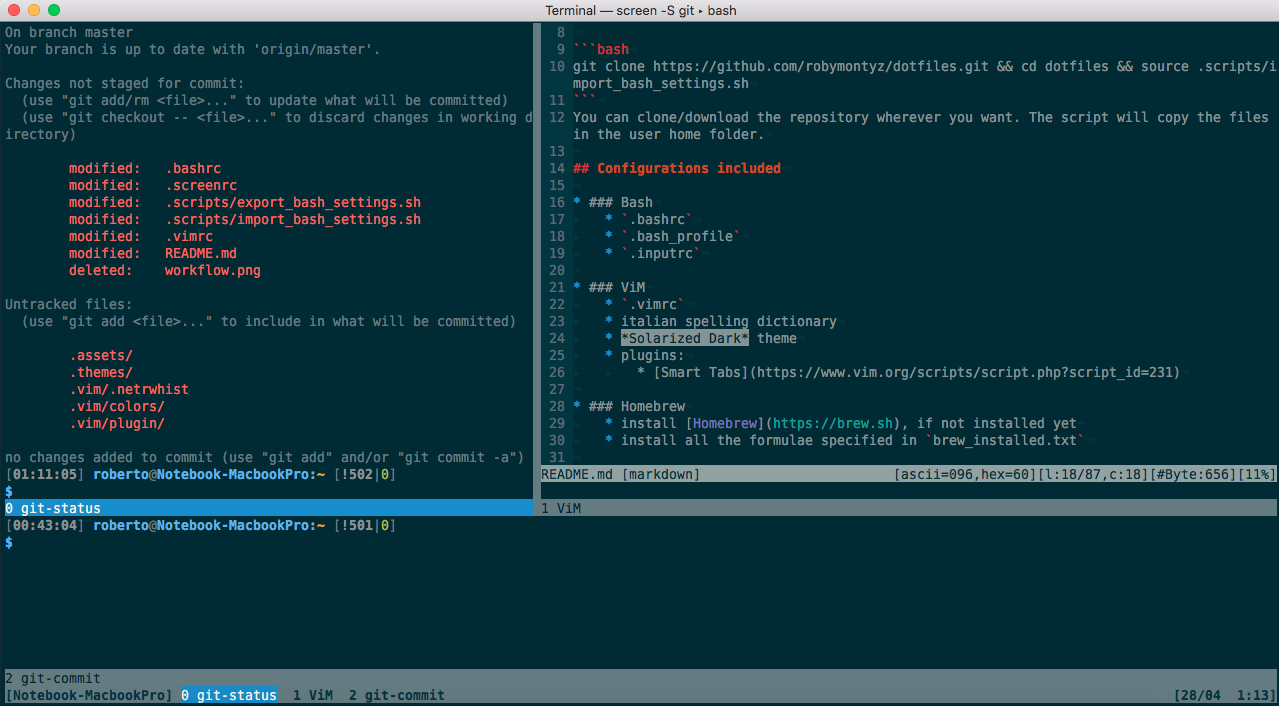 Terminal — screen -S git ▸ bash
On branch master
Your branch is up to date with 'origin/master'.
Changes not staged for commit:
(use "git add/rm <file>..." to update what will be committed)
(use "git checkout -- <file>..." to discard changes in working d
irectory)
modified: .bashrc
modified: .screenrc
modified: .scripts/export_bash_settings.sh
modified: .scripts/import_bash_settings.sh
modified: .vimrc
modified: README.md
deleted: workflow.png
Untracked files:
(use "git add <file>..." to include in what will be committed)
.assets/
.themes/
.vim/.netrwhist
.vim/colors/
.vim/plugin/
no changes added to commit (use "git add" and/or "git commit -a")
[01:11:05] roberto@Notebook-MacbookPro:~ [!502|0]
$
0 git-status
8 ¬
9 ```bash¬
10 git clone https://github.com/robymontyz/dotfiles.git && cd dotfiles && source .scripts/i
mport_bash_settings.sh¬
11 ```¬
12 You can clone/download the repository wherever you want. The script will copy the files
in the user home folder.¬
13 ¬
14 ## Configurations included¬
15 ¬
16 * ### Bash¬
17 ▸ * `.bashrc`¬
18 ▸ * `.bash_profile`¬
19 ▸ * `.inputrc`¬
20 ¬
21 * ### ViM¬
22 ▸ * `.vimrc`¬
23 ▸ * italian spelling dictionary¬
24 ▸ * *Solarized Dark* theme¬
25 ▸ * plugins:¬
26 ▸ ▸ * [Smart Tabs](https://www.vim.org/scripts/script.php?script_id=231)¬
27 ¬
28 * ### Homebrew¬
29 ▸ * install [Homebrew](https://brew.sh), if not installed yet¬
30 ▸ * install all the formulae specified in `brew_installed.txt`¬
31 ¬
README.md [markdown] [ascii=096,hex=60][l:18/87,c:18][#Byte:656][11%]
1 ViM
[00:43:04] roberto@Notebook-MacbookPro:~ [!501|0]
$
2 git-commit
[Notebook-MacbookPro] 0 git-status 1 ViM 2 git-commit [28/04 1:13]